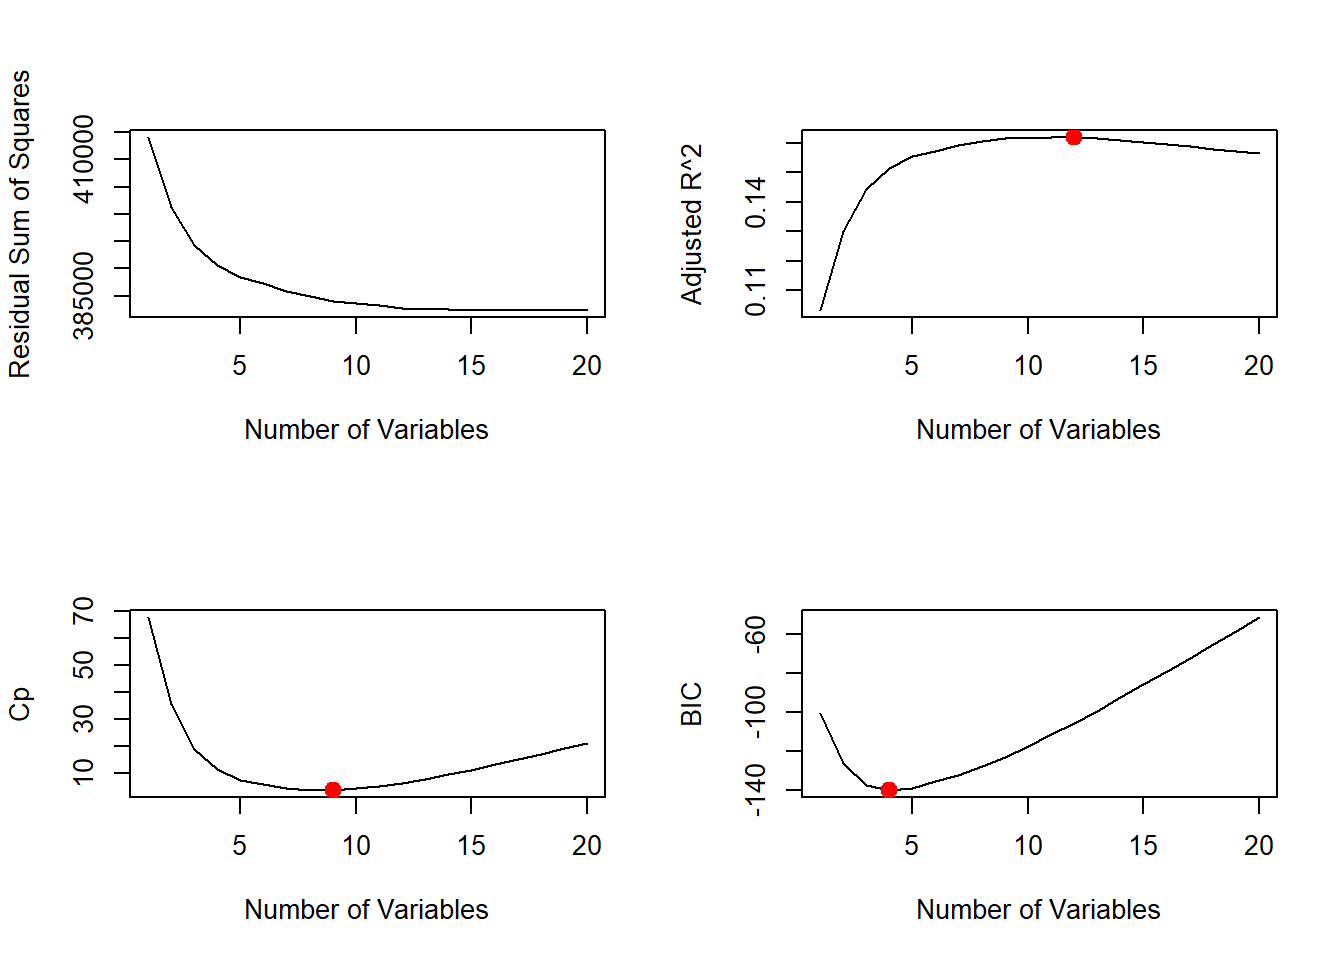 Residual Sum of Squares
385000 410000
5 10 15 20
Number of Variables
Adjusted R^2
0.11 0.14
5 10 15 20
Number of Variables
Cp
10 30 50 70
5 10 15 20
Number of Variables
BIC
-140 -100 -60
5 10 15 20
Number of Variables